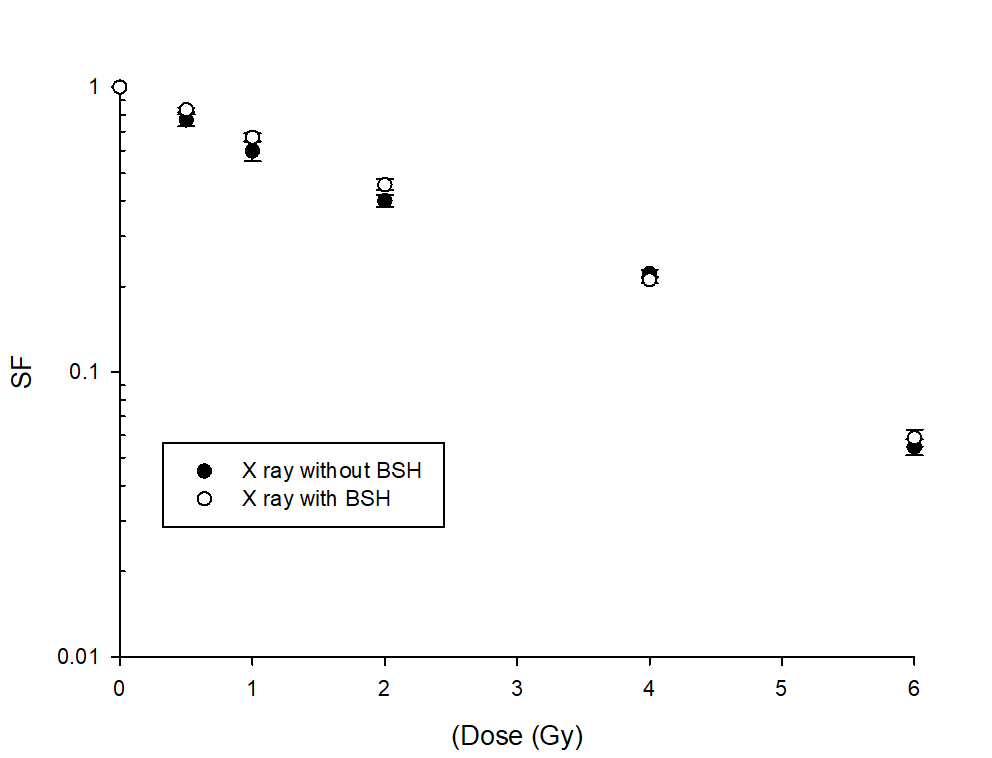 1
0.1
0.01
SF
X ray without BSH
X ray with BSH
0 1 2 3 4 5 6
(Dose (Gy)